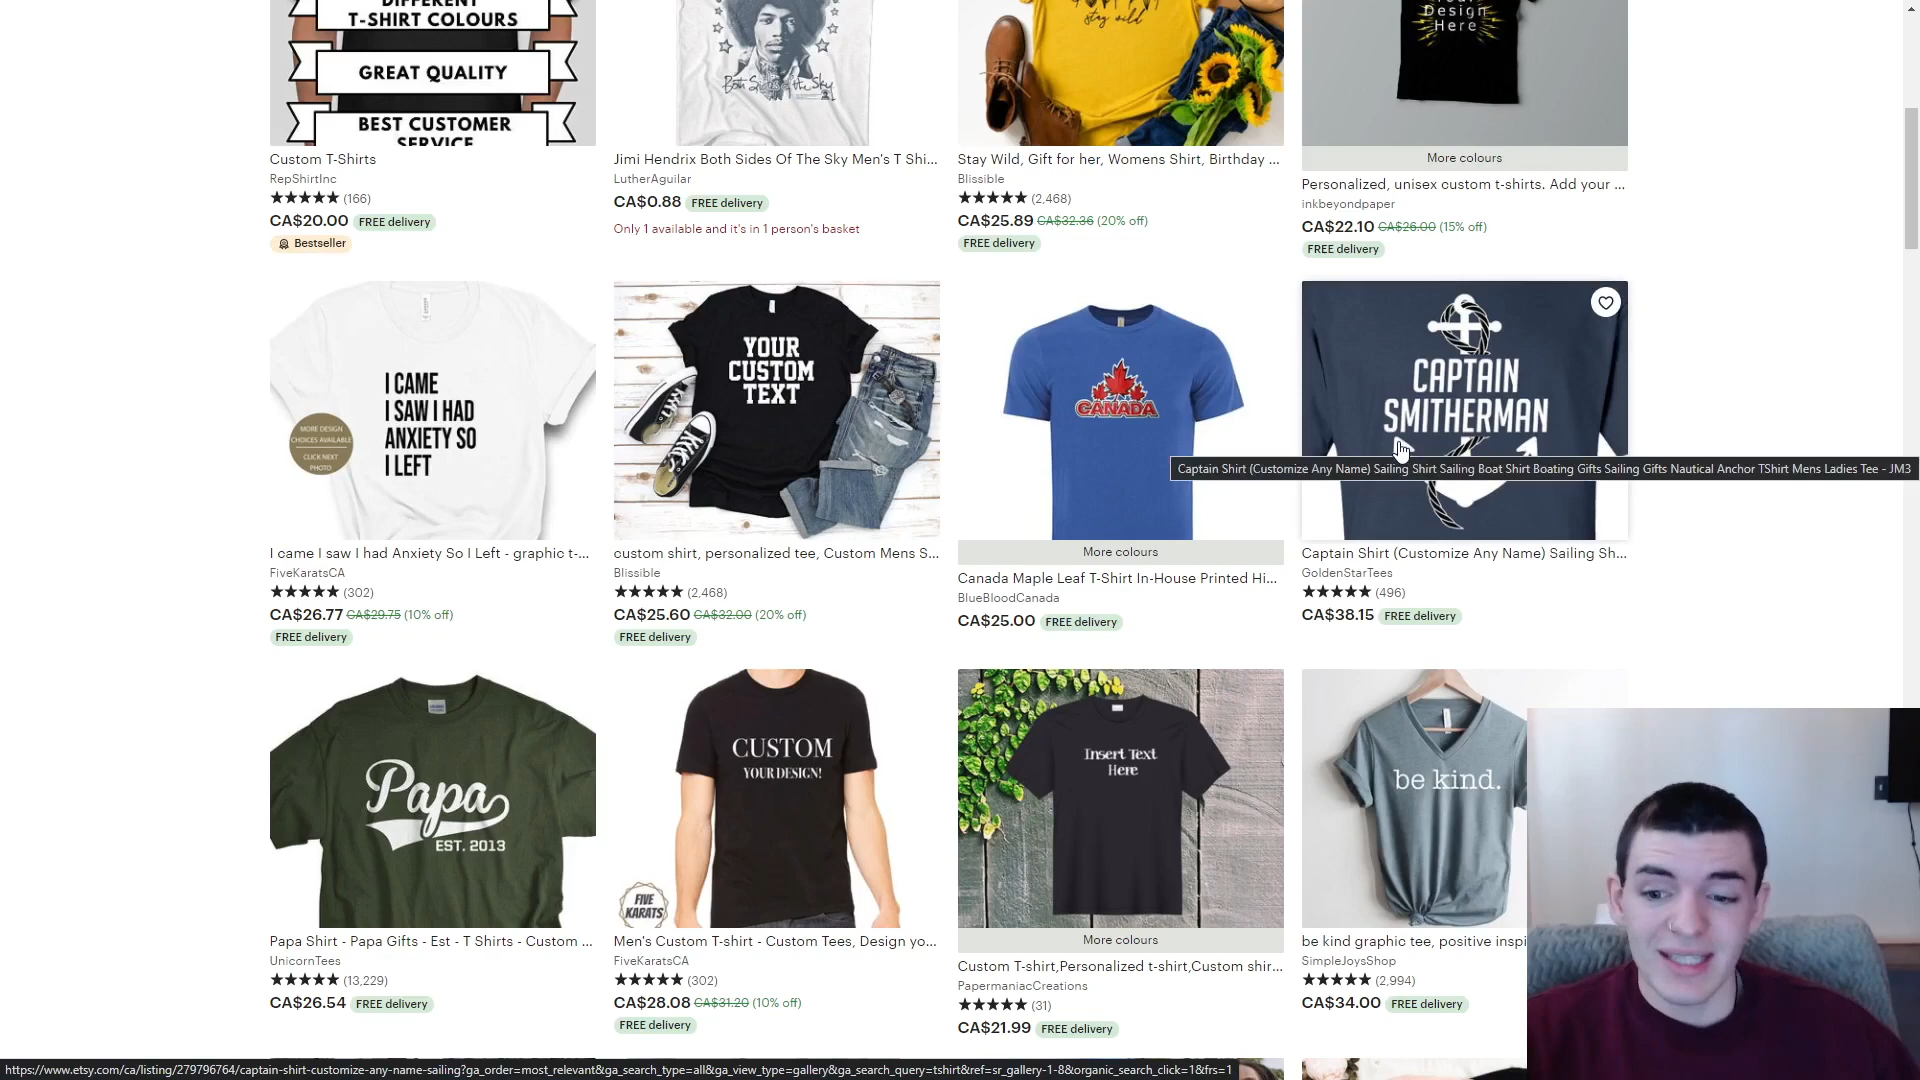 DIFFERENT
T-SHIRT COLOURS
GREAT QUALITY
BEST CUSTOMER
SERVICE
Custom T-Shirts
RepShirtInc
(166)
CA$20.00 FREE delivery
Bestseller
Both Sides of the Sky
Jimi Hendrix Both Sides Of The Sky Men's T Shi...
LutherAguilar
CA$0.88 FREE delivery
Only 1 available and it's in 1 person's basket
stay wild
Stay Wild, Gift for her, Womens Shirt, Birthday ...
Blissible
(2,468)
CA$25.89 CA$32.36 (20% off)
FREE delivery
Your
Design
Here
More colours
Personalized, unisex custom t-shirts. Add your ...
inkbeyondpaper
CA$22.10 CA$26.00 (15% off)
FREE delivery
I CAME
I SAW I HAD
ANXIETY SO
I LEFT
MORE DESIGN
CHOICES AVAILABLE
CLICK NEXT
PHOTO
I came I saw I had Anxiety So I Left - graphic t-...
FiveKaratsCA
(302)
CA$26.77 CA$29.75 (10% off)
FREE delivery
YOUR
CUSTOM
TEXT
custom shirt, personalized tee, Custom Mens S...
Blissible
(2,468)
CA$25.60 CA$32.00 (20% off)
FREE delivery
CANADA
More colours
Canada Maple Leaf T-Shirt In-House Printed Hi...
BlueBloodCanada
CA$25.00 FREE delivery
CAPTAIN
SMITHERMAN
Captain Shirt (Customize Any Name) Sailing Shirt Sailing Boat Shirt Boating Gifts Sailing Gifts Nautical Anchor TShirt Mens Ladies Tee - JM3
Captain Shirt (Customize Any Name) Sailing Sh...
GoldenStarTees
(496)
CA$38.15 FREE delivery
Papa
EST. 2013
Papa Shirt - Papa Gifts - Est - T Shirts - Custom ...
UnicornTees
(13,229)
CA$26.54 FREE delivery
CUSTOM
YOUR DESIGN!
FIVE
KARATS
Men's Custom T-shirt - Custom Tees, Design yo...
FiveKaratsCA
(302)
CA$28.08 CA$31.20 (10% off)
FREE delivery
Insert Text
Here
More colours
Custom T-shirt,Personalized t-shirt,Custom shir...
PapermaniacCreations
(31)
CA$21.99 FREE delivery
be kind.
be kind graphic tee, positive inspi
SimpleJoysShop
(2,994)
CA$34.00 FREE delivery
https://www.etsy.com/ca/listing/279796764/captain-shirt-customize-any-name-sailing?ga_order=most_relevant&ga_search_type=all&ga_view_type=gallery&ga_search_query=tshirt&ref=sr_gallery-1-8&organic_search_click=1&frs=1